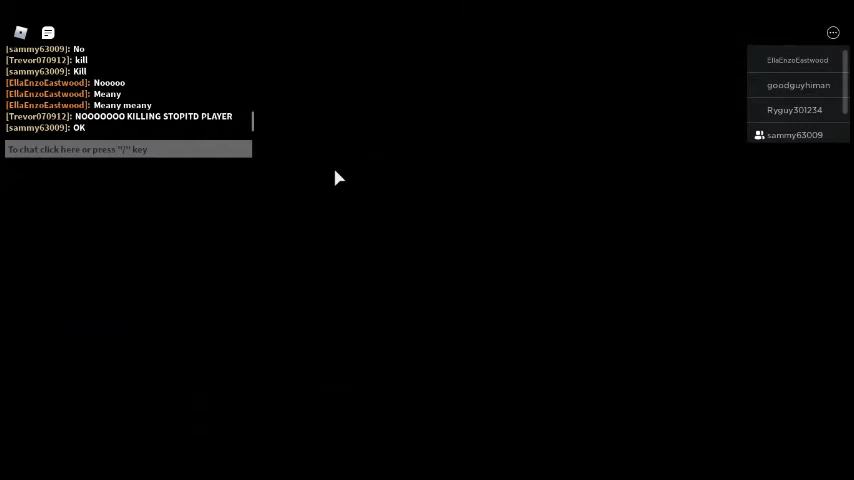 [sammy63009]: No
[Trevor070912]: kill
[sammy63009]: Kill
[EllaEnzoEastwood]: Nooooo
[EllaEnzoEastwood]: Meany
[EllaEnzoEastwood]: Meany meany
[Trevor070912]: NOOOOOOO KILLING STOPITD PLAYER
[sammy63009]: OK
To chat click here or press "/" key
EllaEnzoEastwood
goodguyhiman
Ryguy301234
sammy63009